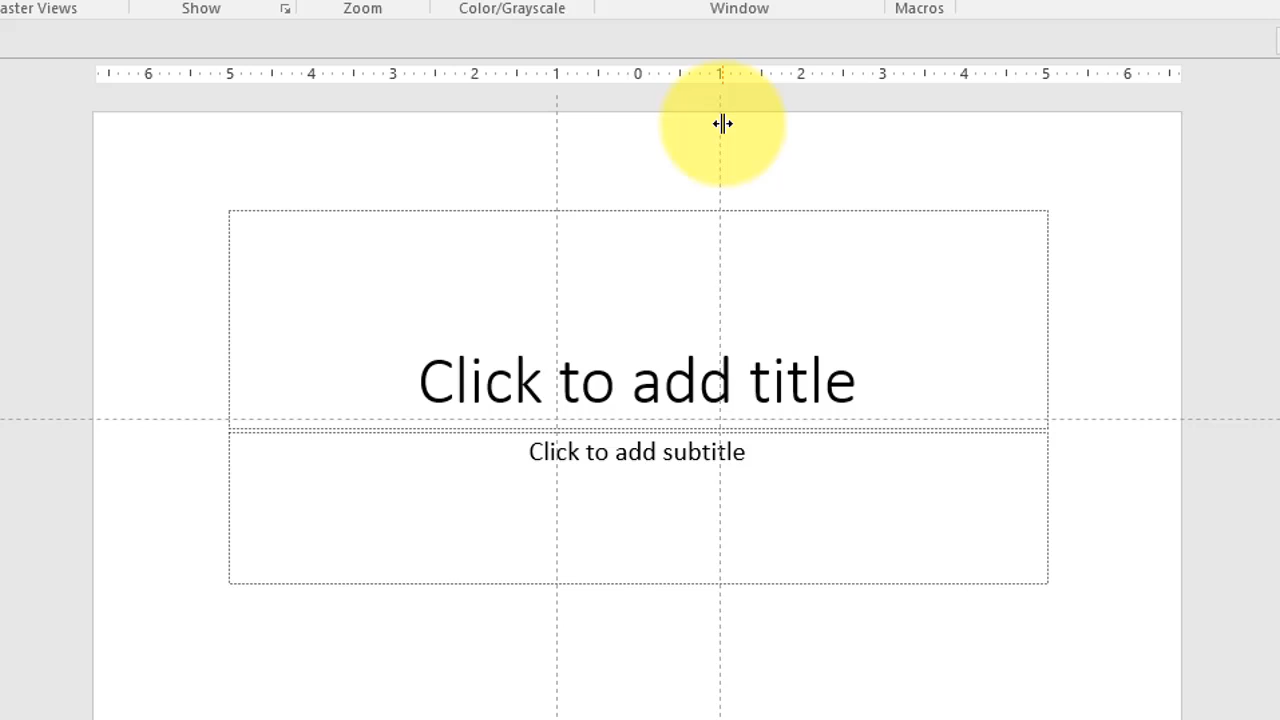 aster Views Show Zoom Color/Grayscale Window Macros
6 5 4 3 2 1 0 1 2 3 4 5 6
Click to add title
Click to add subtitle